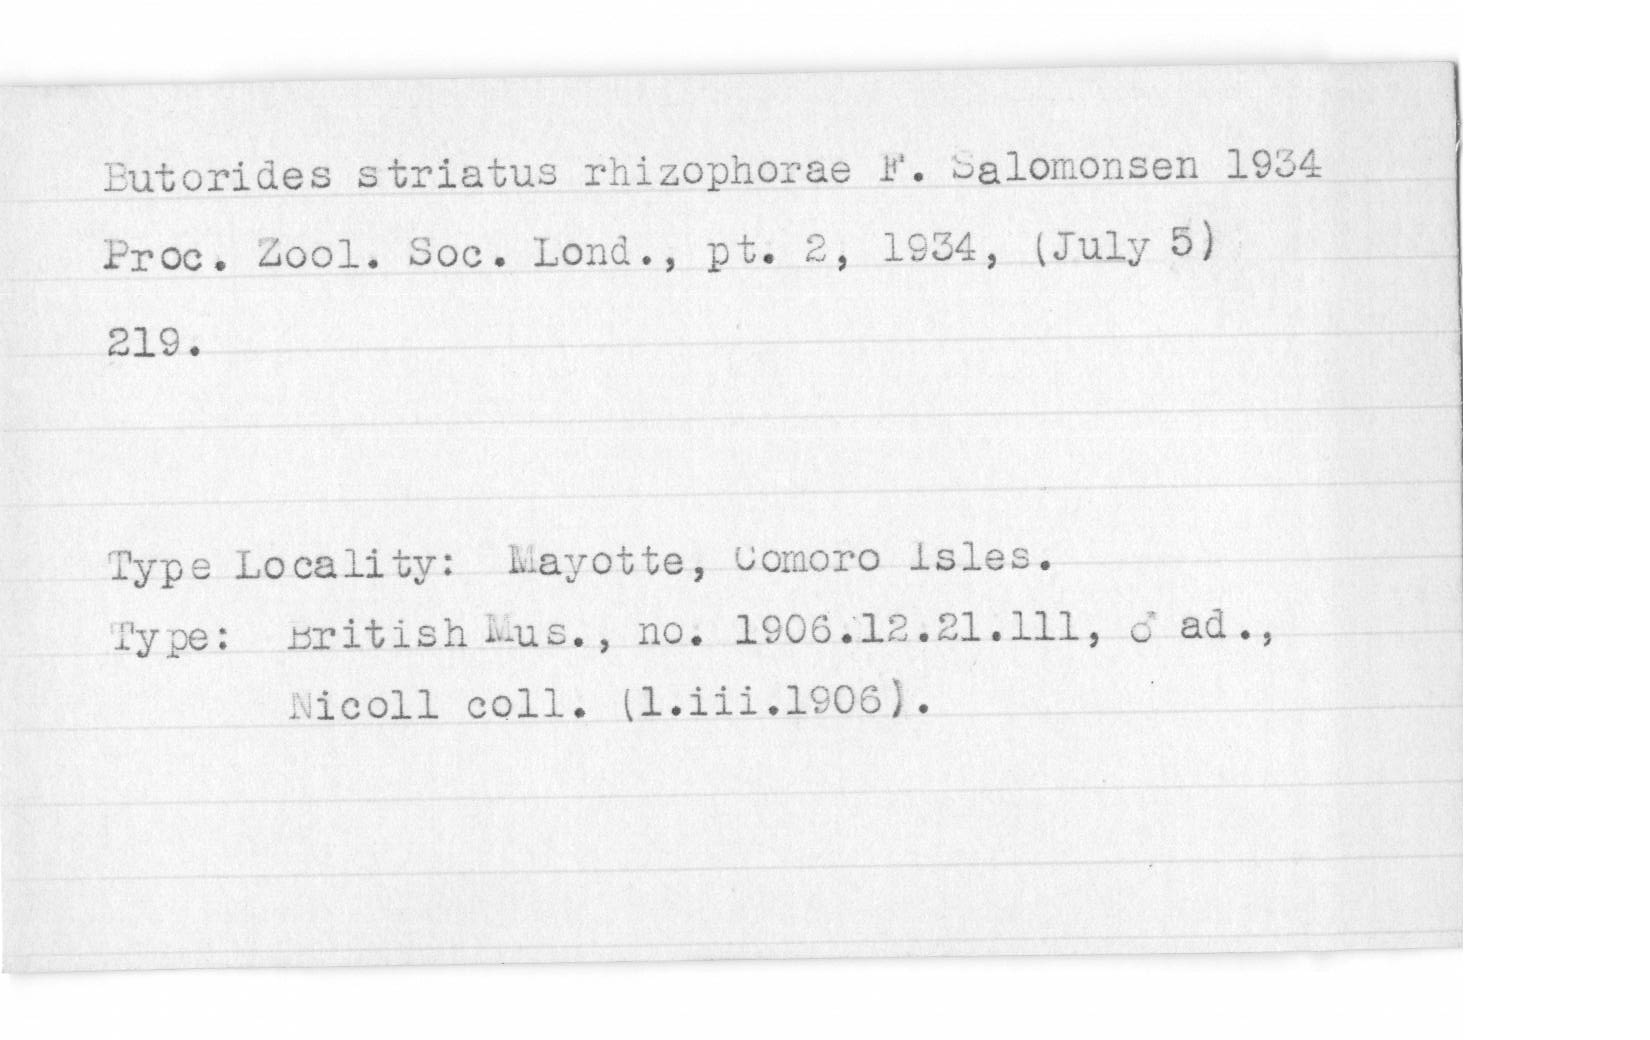 Butorides striatus rhizophorae F. Salomonsen 1934
Proc. Zool. Soc. Lond., pt. 2, 1934, (July 5)
219.
Type Locality: Mayotte, Comoro Isles.
Type: British Mus., no. 1906.12.21.111, ♂ ad.,
Nicoll coll. (1.iii.1906).